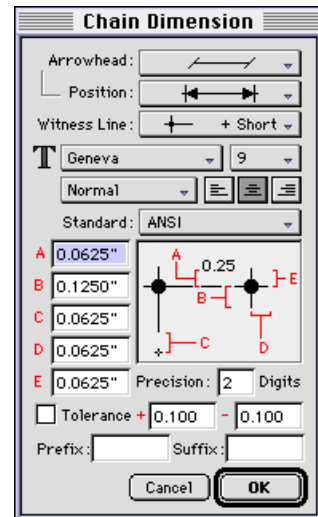 Chain Dimension
Arrowhead:
Position:
Witness Line: + Short
T Geneva 9
Normal
Standard: ANSI
A 0.0625"
B 0.1250"
C 0.0625"
D 0.0625"
E 0.0625"
A 0.25 E
B
C D
Precision: 2 Digits
Tolerance + 0.100 - 0.100
Prefix: Suffix:
Cancel OK